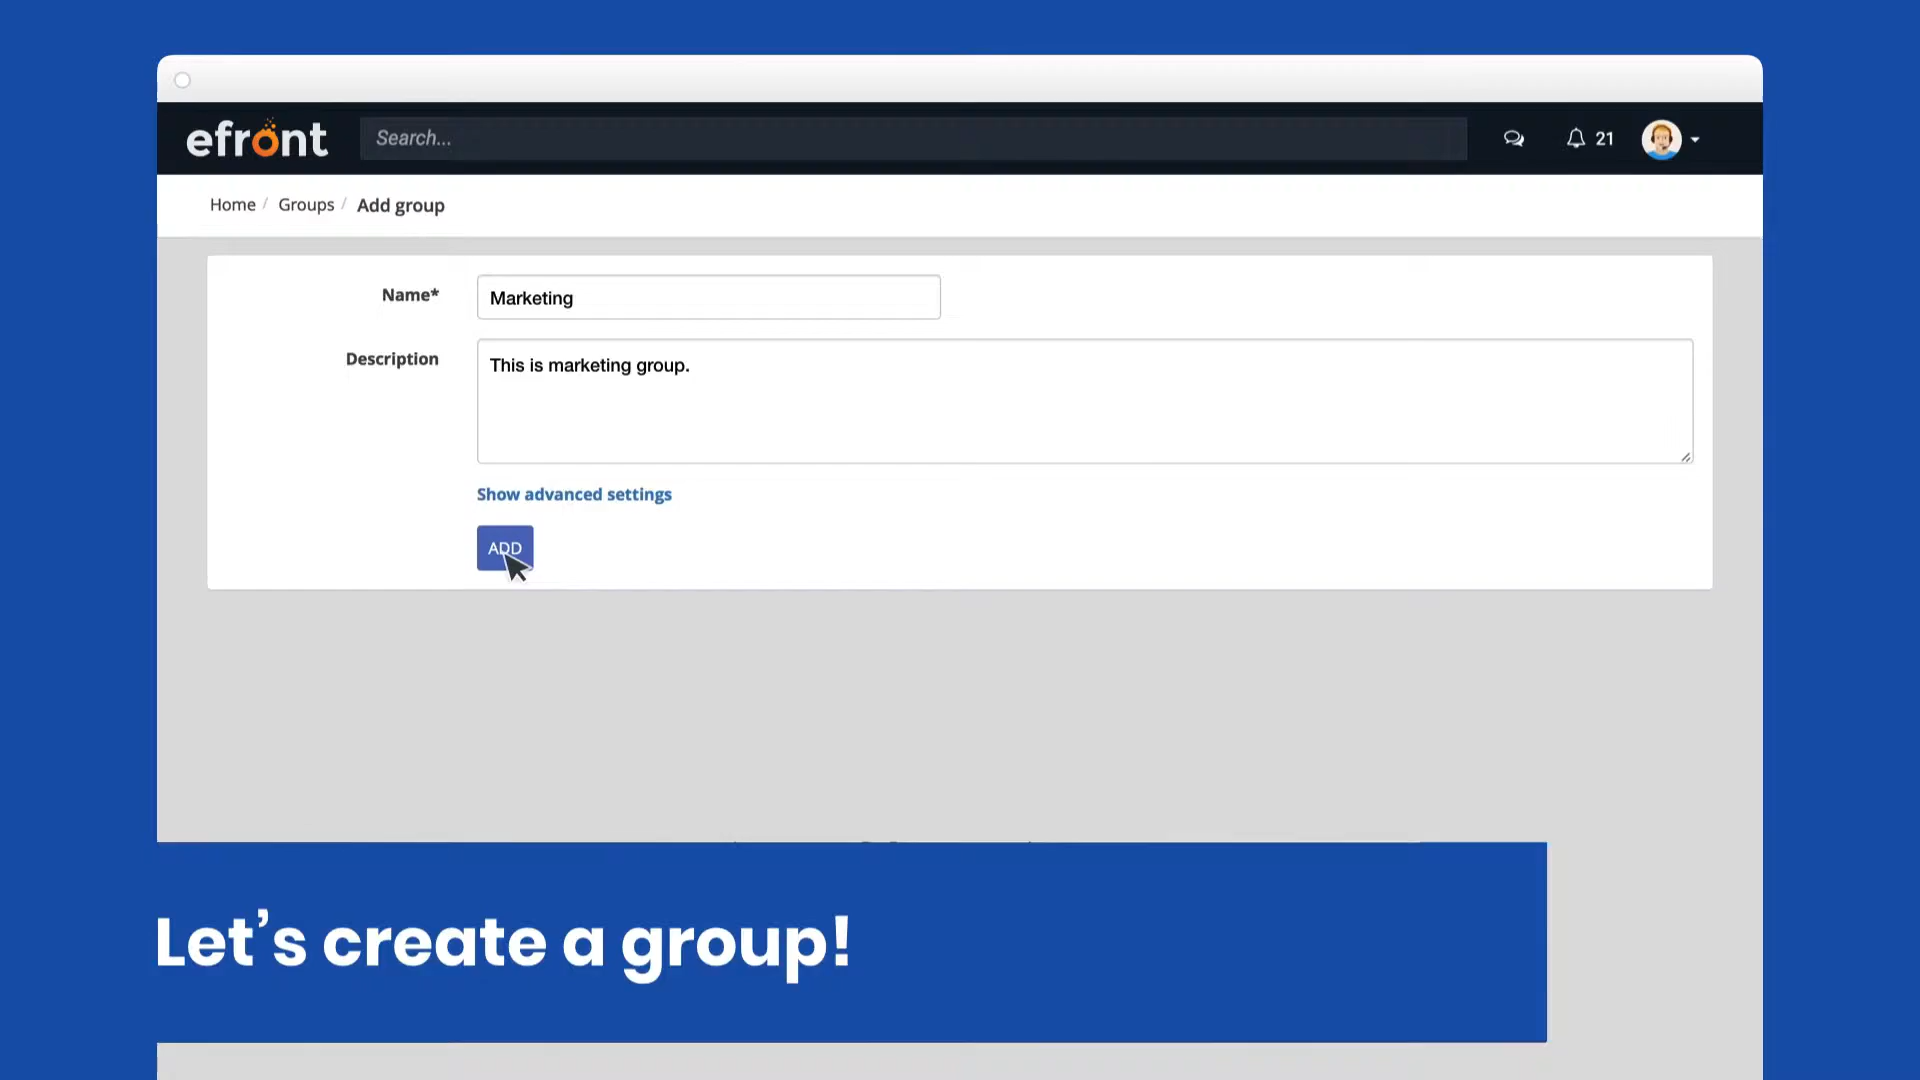 efront
Search...
21
Home / Groups / Add group
Name*
Marketing
Description
This is marketing group.
Show advanced settings
ADD
Let’s create a group!